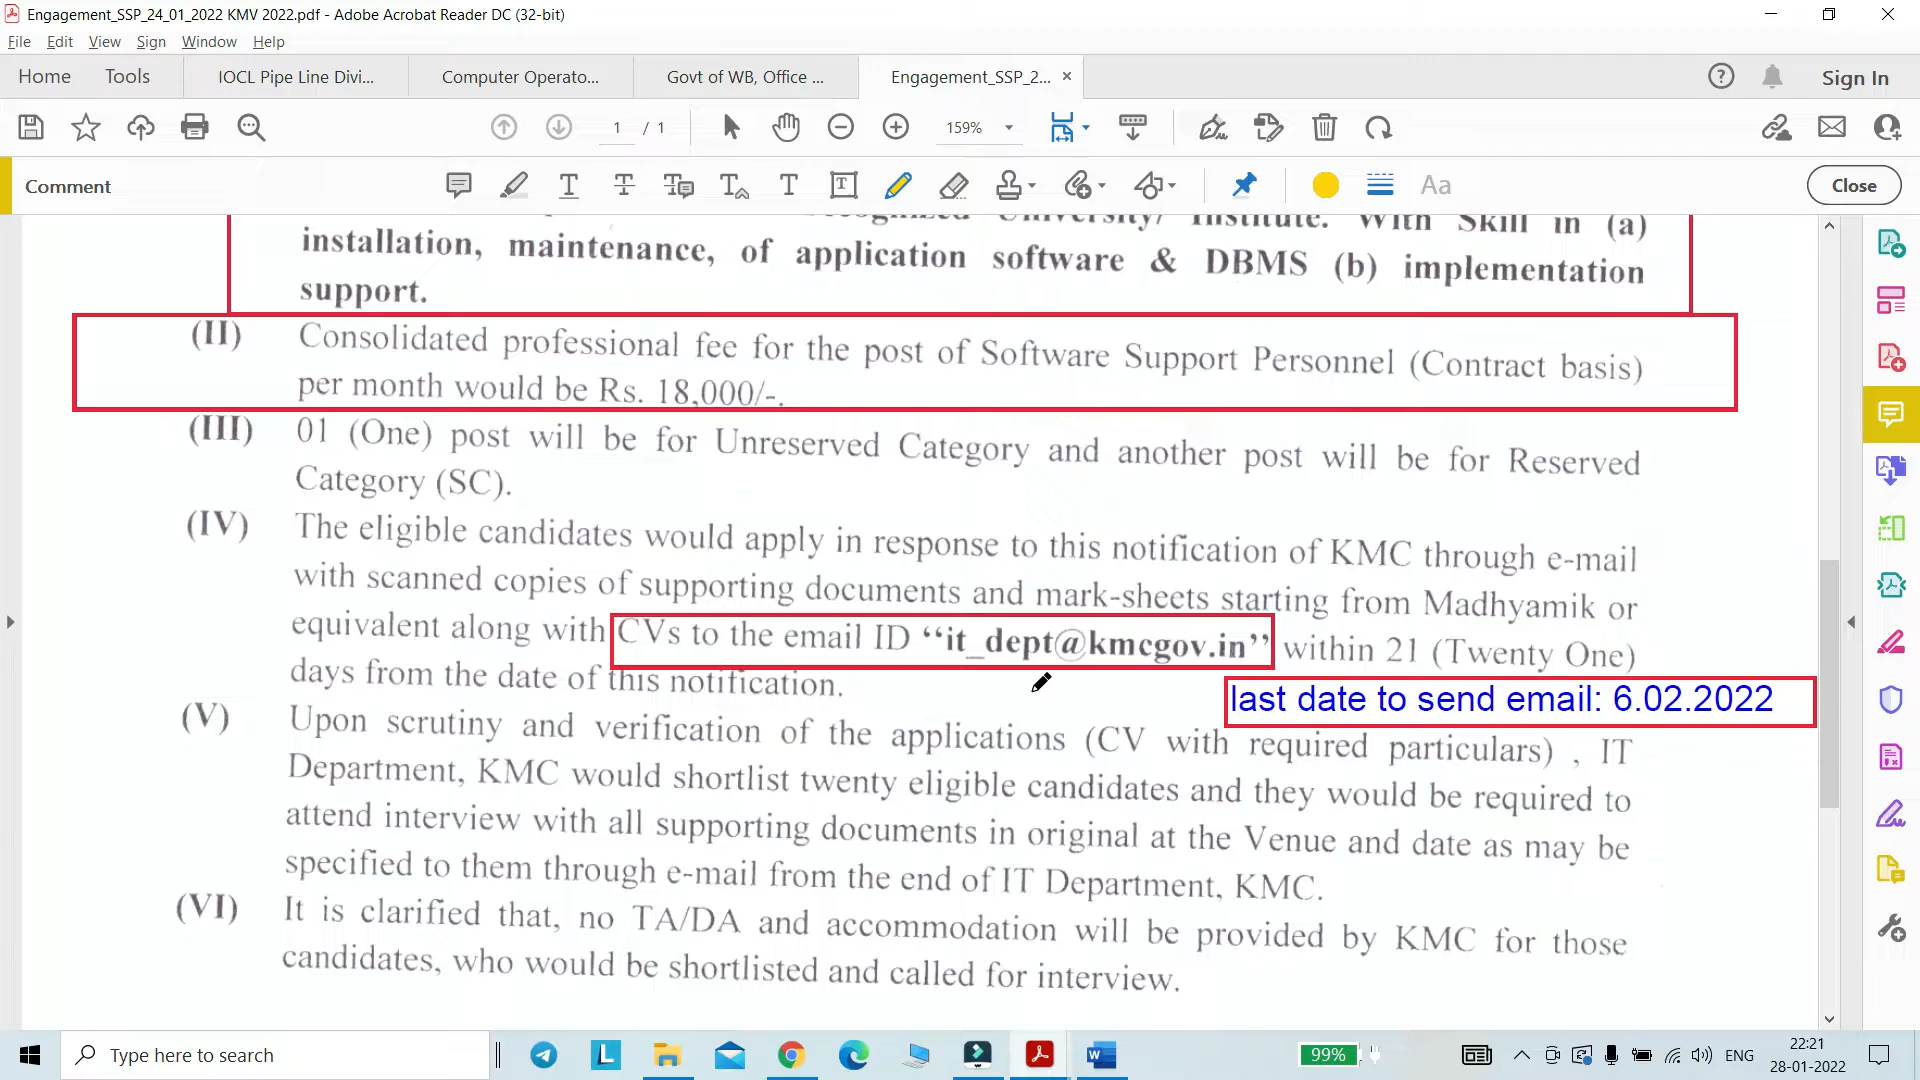 Engagement_SSP_24_01_2022 KMV 2022.pdf - Adobe Acrobat Reader DC (32-bit)
File Edit View Sign Window Help
Home Tools IOCL Pipe Line Divi... Computer Operato... Govt of WB, Office ... Engagement_SSP_2... × Sign In
1 / 1 159%
Comment Aa Close
recognized University/ Institute. With Skill in (a)
installation, maintenance, of application software & DBMS (b) implementation
support.
(II) Consolidated professional fee for the post of Software Support Personnel (Contract basis)
per month would be Rs. 18,000/-.
(III) 01 (One) post will be for Unreserved Category and another post will be for Reserved
Category (SC).
(IV) The eligible candidates would apply in response to this notification of KMC through e-mail
with scanned copies of supporting documents and mark-sheets starting from Madhyamik or
equivalent along with CVs to the email ID “it_dept@kmcgov.in” within 21 (Twenty One)
days from the date of this notification.
last date to send email: 6.02.2022
(V) Upon scrutiny and verification of the applications (CV with required particulars) , IT
Department, KMC would shortlist twenty eligible candidates and they would be required to
attend interview with all supporting documents in original at the Venue and date as may be
specified to them through e-mail from the end of IT Department, KMC.
(VI) It is clarified that, no TA/DA and accommodation will be provided by KMC for those
candidates, who would be shortlisted and called for interview.
Type here to search
99%
ENG
22:21
28-01-2022